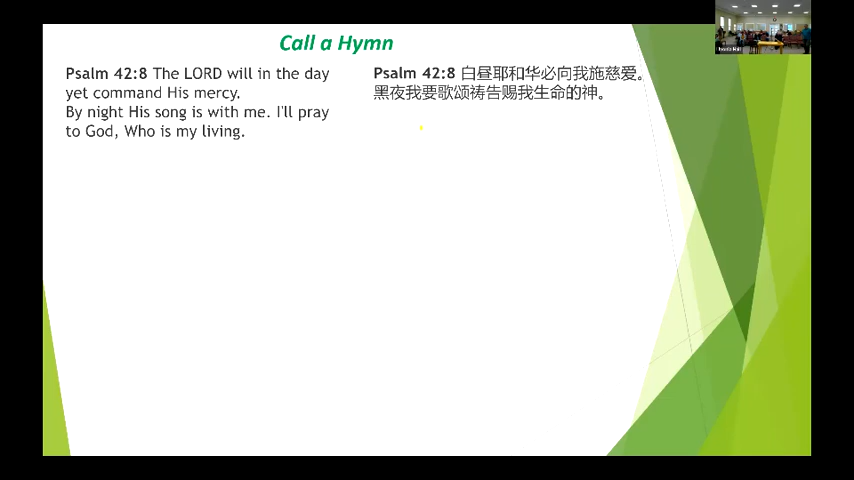 Call a Hymn
Psalm 42:8 The LORD will in the day
yet command His mercy.
By night His song is with me. I'll pray
to God, Who is my living.
Psalm 42:8 白昼耶和华必向我施慈爱。
黑夜我要歌颂祷告赐我生命的神。